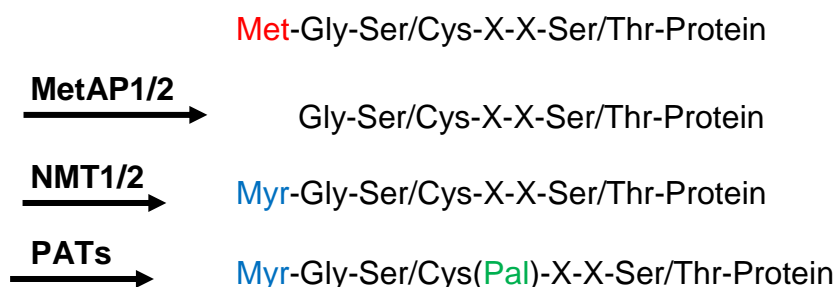 Met-Gly-Ser/Cys-X-X-Ser/Thr-Protein
MetAP1/2
Gly-Ser/Cys-X-X-Ser/Thr-Protein
NMT1/2
Myr-Gly-Ser/Cys-X-X-Ser/Thr-Protein
PATs
Myr-Gly-Ser/Cys(Pal)-X-X-Ser/Thr-Protein